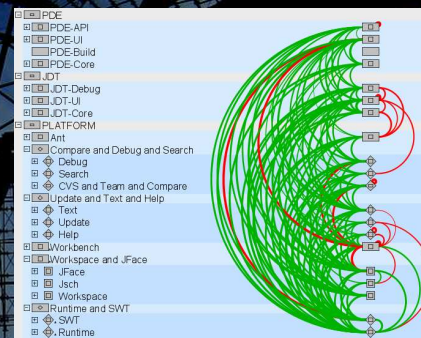 PDE
PDE-API
PDE-UI
PDE-Build
PDE-Core
JDT
JDT-Debug
JDT-UI
JDT-Core
PLATFORM
Ant
Compare and Debug and Search
Debug
Search
CVS and Team and Compare
Update and Text and Help
Text
Update
Help
Workbench
Workspace and JFace
JFace
Jsch
Workspace
Runtime and SWT
SWT
Runtime